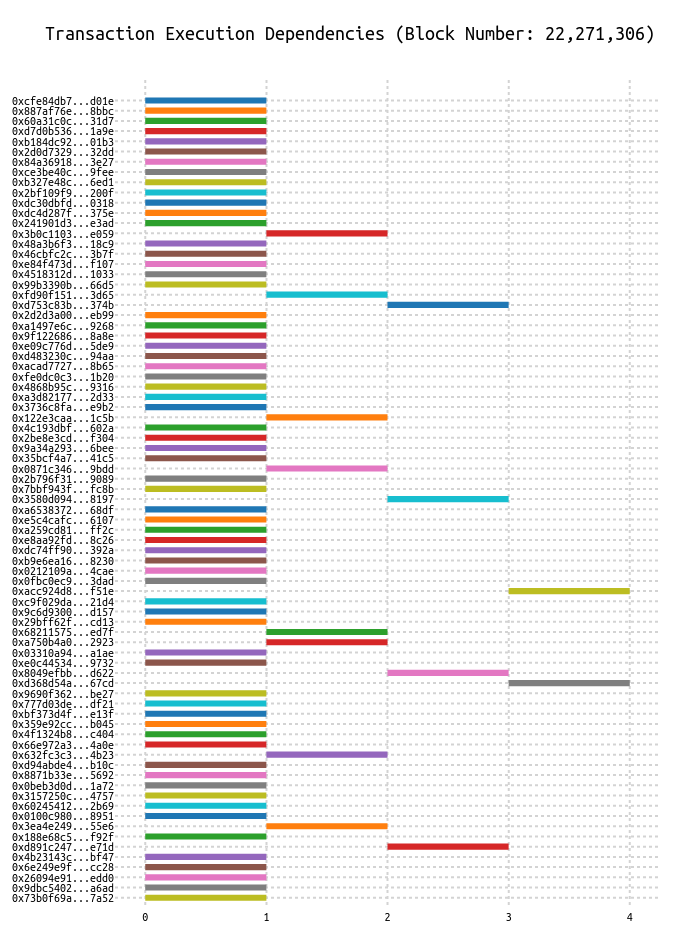 Transaction Execution Dependencies (Block Number: 22,271,306)
0xcfe84db7...d01e
0x887af76e...8bbc
0x60a31c0c...31d7
0xd7d0b536...1a9e
0xb184dc92...01b3
0x2d0d7329...32dd
0x84a36918...3e27
0xce3be40c...9fee
0xb327e48c...6ed1
0x2bf109f9...200f
0xdc30dbfd...0318
0xdc4d287f...375e
0x241901d3...e3ad
0x3b0c1103...e059
0x48a3b6f3...18c9
0x46cbfc2c...3b7f
0xe84f473d...f107
0x4518312d...1033
0x99b3390b...66d5
0xfd90f151...3d65
0xd753c83b...374b
0x2d2d3a00...eb99
0xa1497e6c...9268
0x9f122686...8a8e
0xe09c776d...5de9
0xd483230c...94aa
0xacad7727...8b65
0xfe0dc0c3...1b20
0x4868b95c...9316
0xa3d82177...2d33
0x3736c8fa...e9b2
0x122e3caa...1c5b
0x4c193dbf...602a
0x2be8e3cd...f304
0x9a34a293...6bee
0x35bcf4a7...41c5
0x0871c346...9bdd
0x2b796f31...9089
0x7bbf943f...fc8b
0x3580d094...8197
0xa6538372...68df
0xe5c4cafc...6107
0xa259cd81...ff2c
0xe8aa92fd...8c26
0xdc74ff90...392a
0xb9e6ea16...8230
0x0212109a...4cae
0x0fbc0ec9...3dad
0xacc924d8...f51e
0xc9f029da...21d4
0x9c6d9300...d157
0x29bff62f...cd13
0x68211575...ed7f
0xa750b4a0...2923
0x03310a94...a1ae
0xe0c44534...9732
0x8049efbb...d622
0xd368d54a...67cd
0x9690f362...be27
0x777d03de...df21
0xbf373d4f...e13f
0x359e92cc...b045
0x4f1324b8...c404
0x66e972a3...4a0e
0x632fc3c3...4b23
0xd94abde4...b10c
0x8871b33e...5692
0x0beb3d0d...1a72
0x3157250c...4757
0x60245412...2b69
0x0100c980...8951
0x3ea4e249...55e6
0x188e68c5...f92f
0xd891c247...e71d
0x4b23143c...bf47
0x6e249e9f...cc28
0x26094e91...edd0
0x9dbc5402...a6ad
0x73b0f69a...7a52
0 1 2 3 4